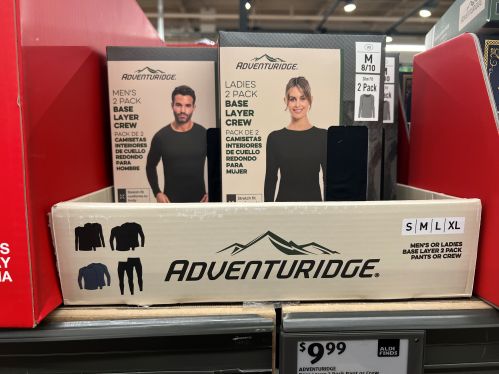 ADVENTURIDGE
MEN'S
2 PACK
BASE
LAYER
CREW
PACK DE 2
CAMISETAS
INTERIORES
DE CUELLO
REDONDO
PARA
HOMBRE
ADVENTURIDGE
LADIES
2 PACK
BASE
LAYER
CREW
PACK DE 2
CAMISETAS
INTERIORES
DE CUELLO
REDONDO
PARA
MUJER
Stretch fit
M
8/10
2 Pack
ADVENTURIDGE®
S M L XL
MEN'S OR LADIES
BASE LAYER 2 PACK
PANTS OR CREW
$9.99
ALDI
FINDS
ADVENTURIDGE